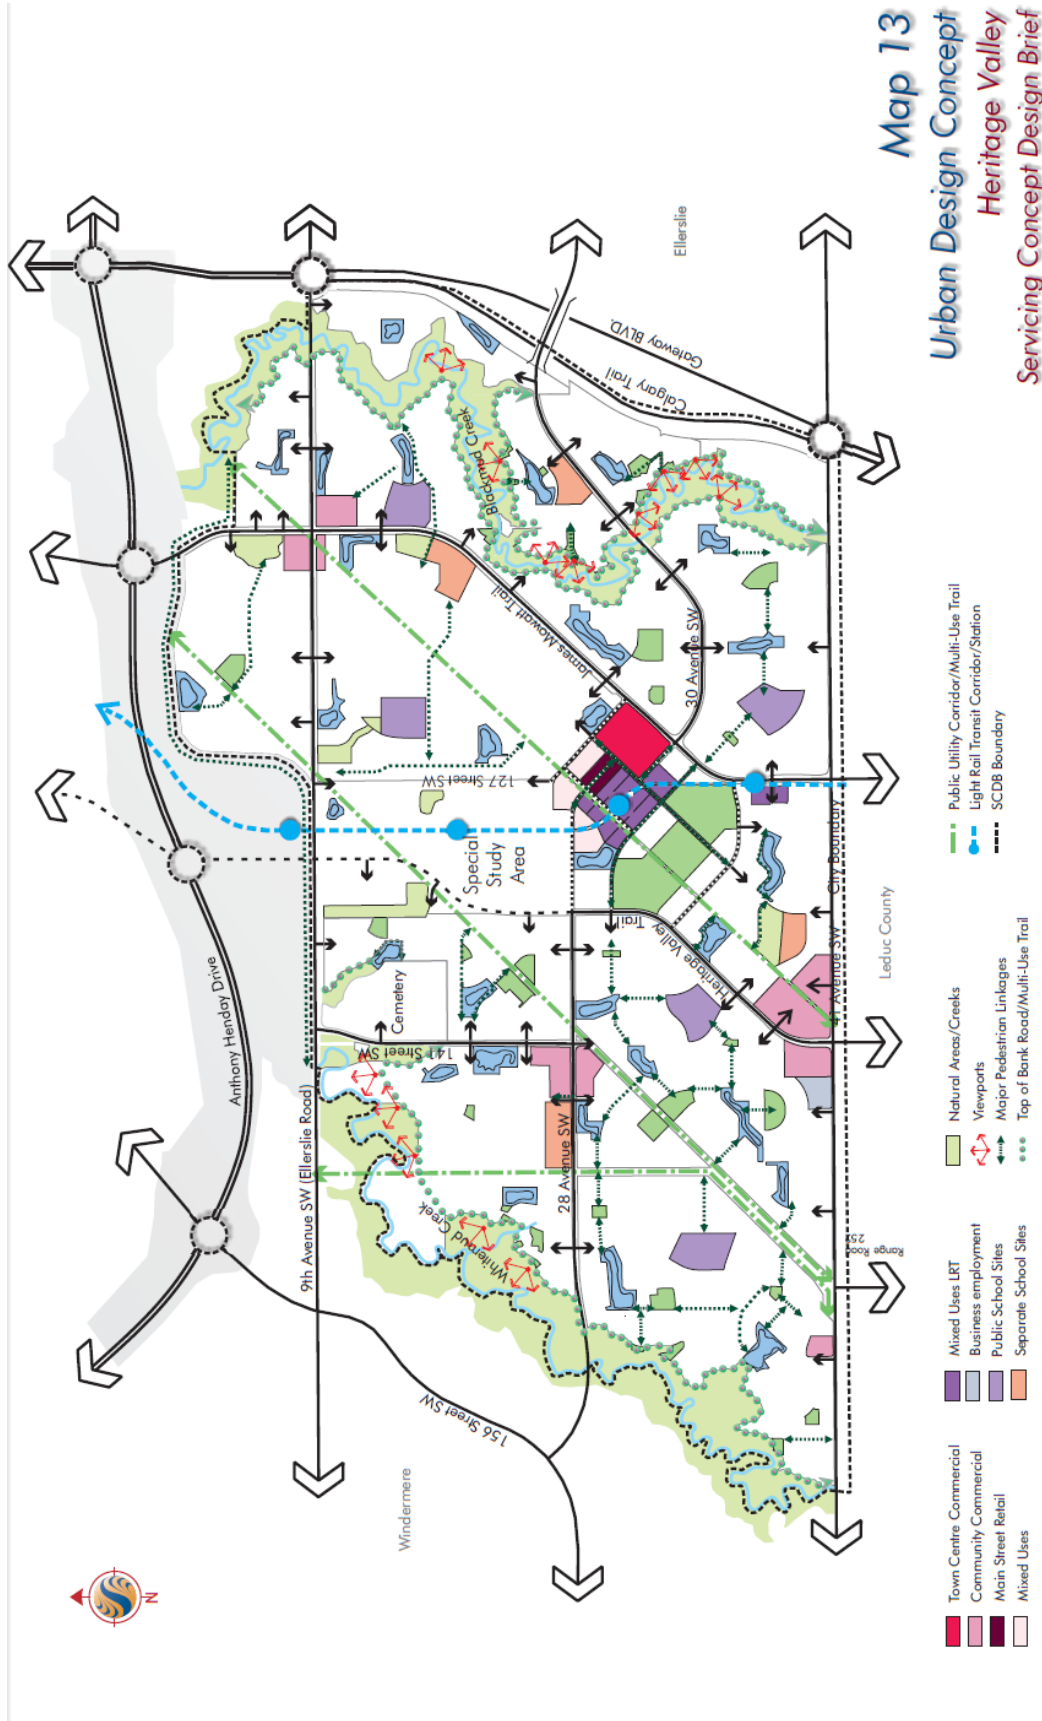 Map 13
Urban Design Concept
Heritage Valley
Servicing Concept Design Brief
N
Anthony Henday Drive
9th Avenue SW (Ellerslie Road)
156 Street SW
Windermere
Whitemud Creek
28 Avenue SW
141 Street SW
Cemetery
Special
Study
Area
127 Street SW
Heritage Valley
Trail
James Mowatt Trail
Blackmud Creek
30 Avenue SW
Calgary Trail
Gateway BLVD.
Ellerslie
41 Avenue SW
City Boundary
Leduc County
Range Road
Town Centre Commercial
Community Commercial
Main Street Retail
Mixed Uses
Mixed Uses LRT
Business employment
Public School Sites
Separate School Sites
Natural Areas/Creeks
Viewports
Major Pedestrian Linkages
Top of Bank Road/Multi-Use Trail
Public Utility Corridor/Multi-Use Trail
Light Rail Transit Corridor/Station
SCDB Boundary